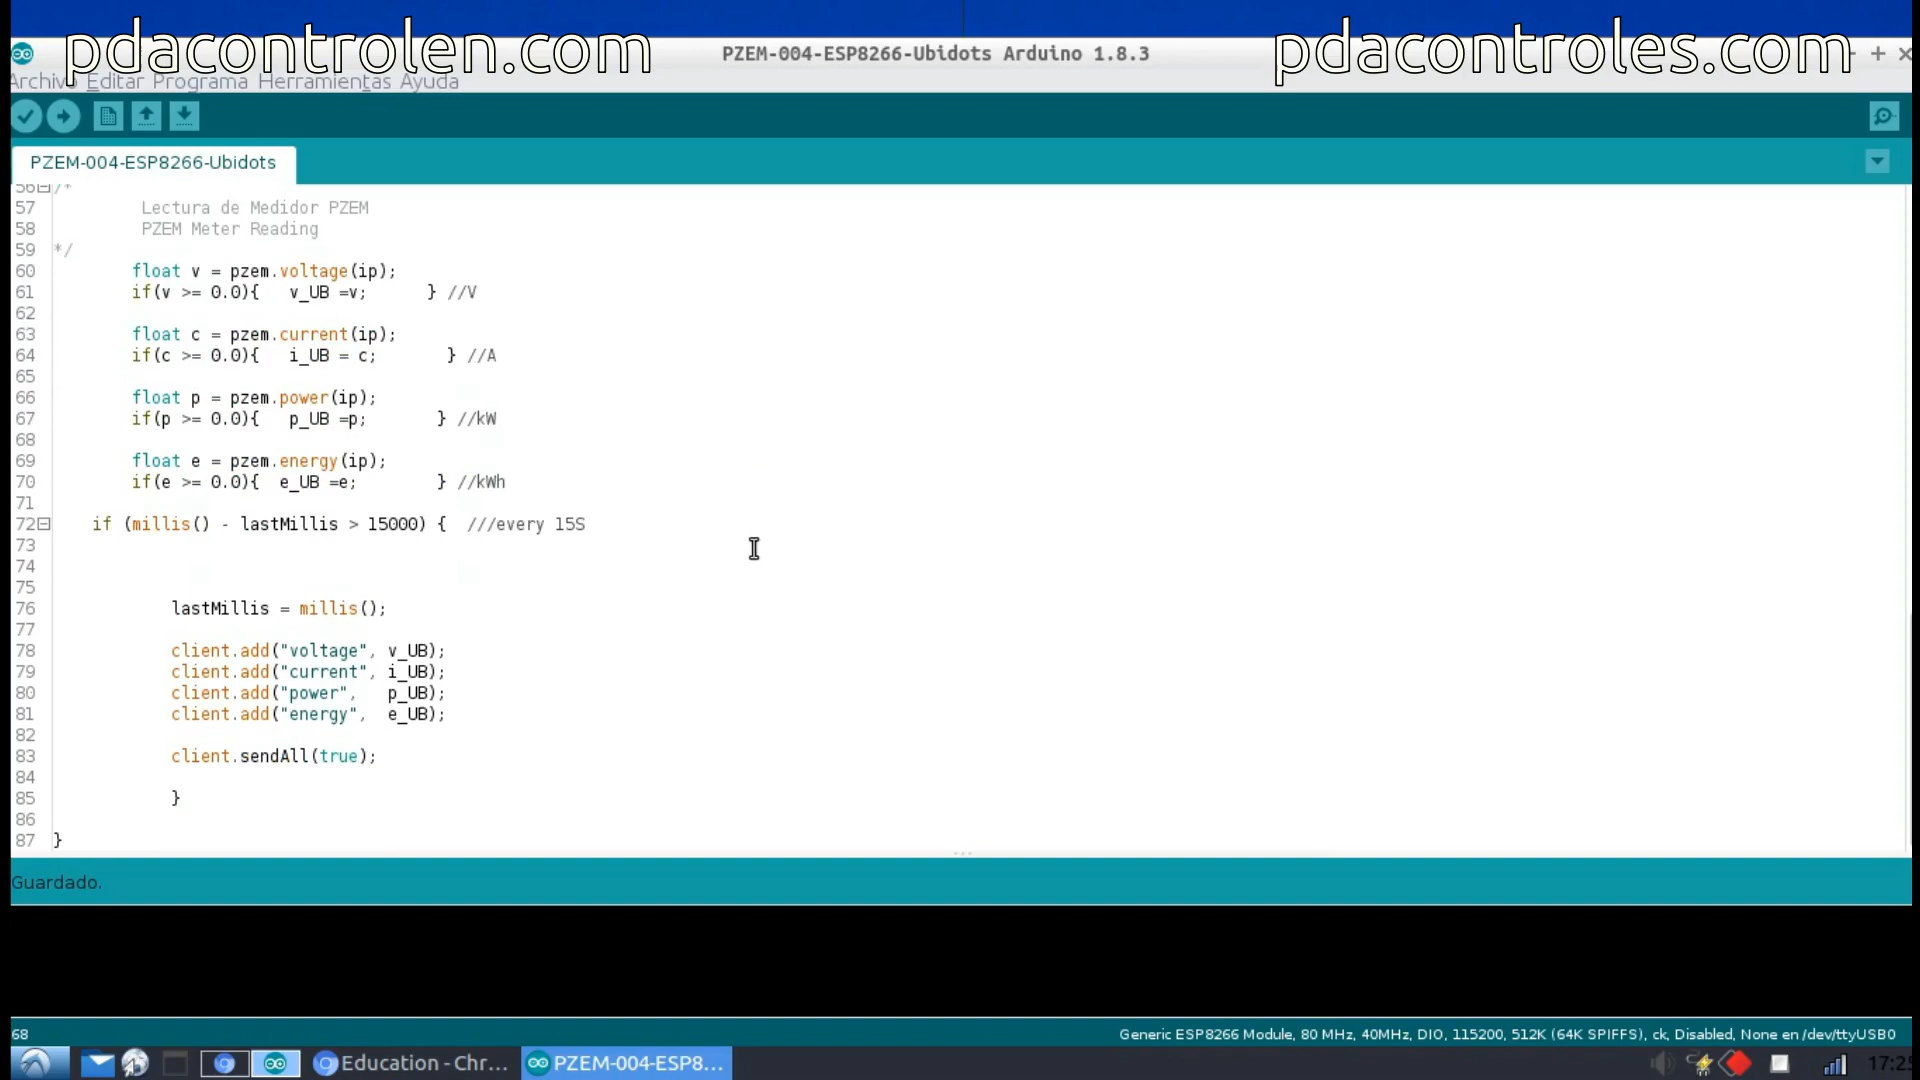 pdacontrolen.com
pdacontroles.com
PZEM-004-ESP8266-Ubidots Arduino 1.8.3
Archivo Editar Programa Herramientas Ayuda
PZEM-004-ESP8266-Ubidots
56 /*
57 Lectura de Medidor PZEM
58 PZEM Meter Reading
59 */
60 float v = pzem.voltage(ip);
61 if(v >= 0.0){ v_UB =v; } //V
62
63 float c = pzem.current(ip);
64 if(c >= 0.0){ i_UB = c; } //A
65
66 float p = pzem.power(ip);
67 if(p >= 0.0){ p_UB =p; } //kW
68
69 float e = pzem.energy(ip);
70 if(e >= 0.0){ e_UB =e; } //kWh
71
72 if (millis() - lastMillis > 15000) { ///every 15S
73
74
75
76 lastMillis = millis();
77
78 client.add("voltage", v_UB);
79 client.add("current", i_UB);
80 client.add("power", p_UB);
81 client.add("energy", e_UB);
82
83 client.sendAll(true);
84
85 }
86
87 }
Guardado.
68
Generic ESP8266 Module, 80 MHz, 40MHz, DIO, 115200, 512K (64K SPIFFS), ck, Disabled, None en /dev/ttyUSB0
Education - Chr...
PZEM-004-ESP8...
17:25